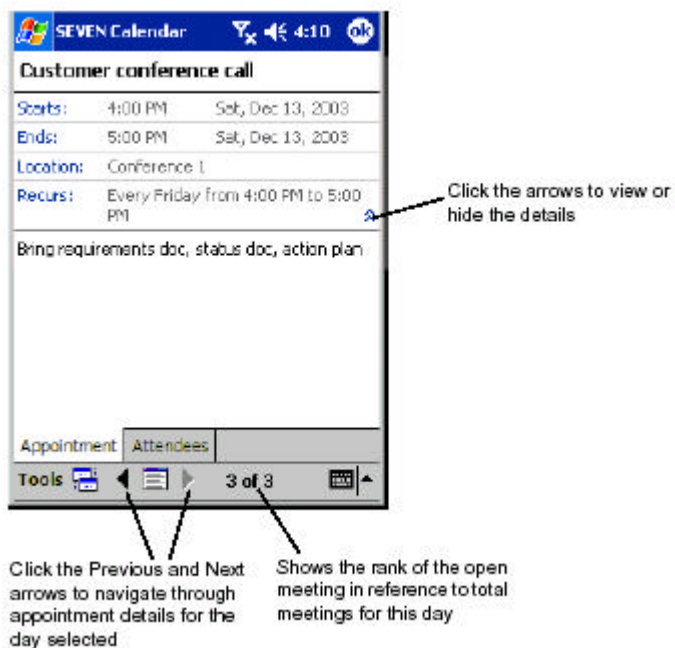 SEVEN Calendar 4:10 ok
Customer conference call
Starts: 4:00 PM Sat, Dec 13, 2003
Ends: 5:00 PM Sat, Dec 13, 2003
Location: Conference 1
Recurs: Every Friday from 4:00 PM to 5:00
PM
Click the arrows to view or
hide the details
Bring requirements doc, status doc, action plan
Appointment Attendees
Tools 3 of 3
Click the Previous and Next
arrows to navigate through
appointment details for the
day selected
Shows the rank of the open
meeting in reference to total
meetings for this day